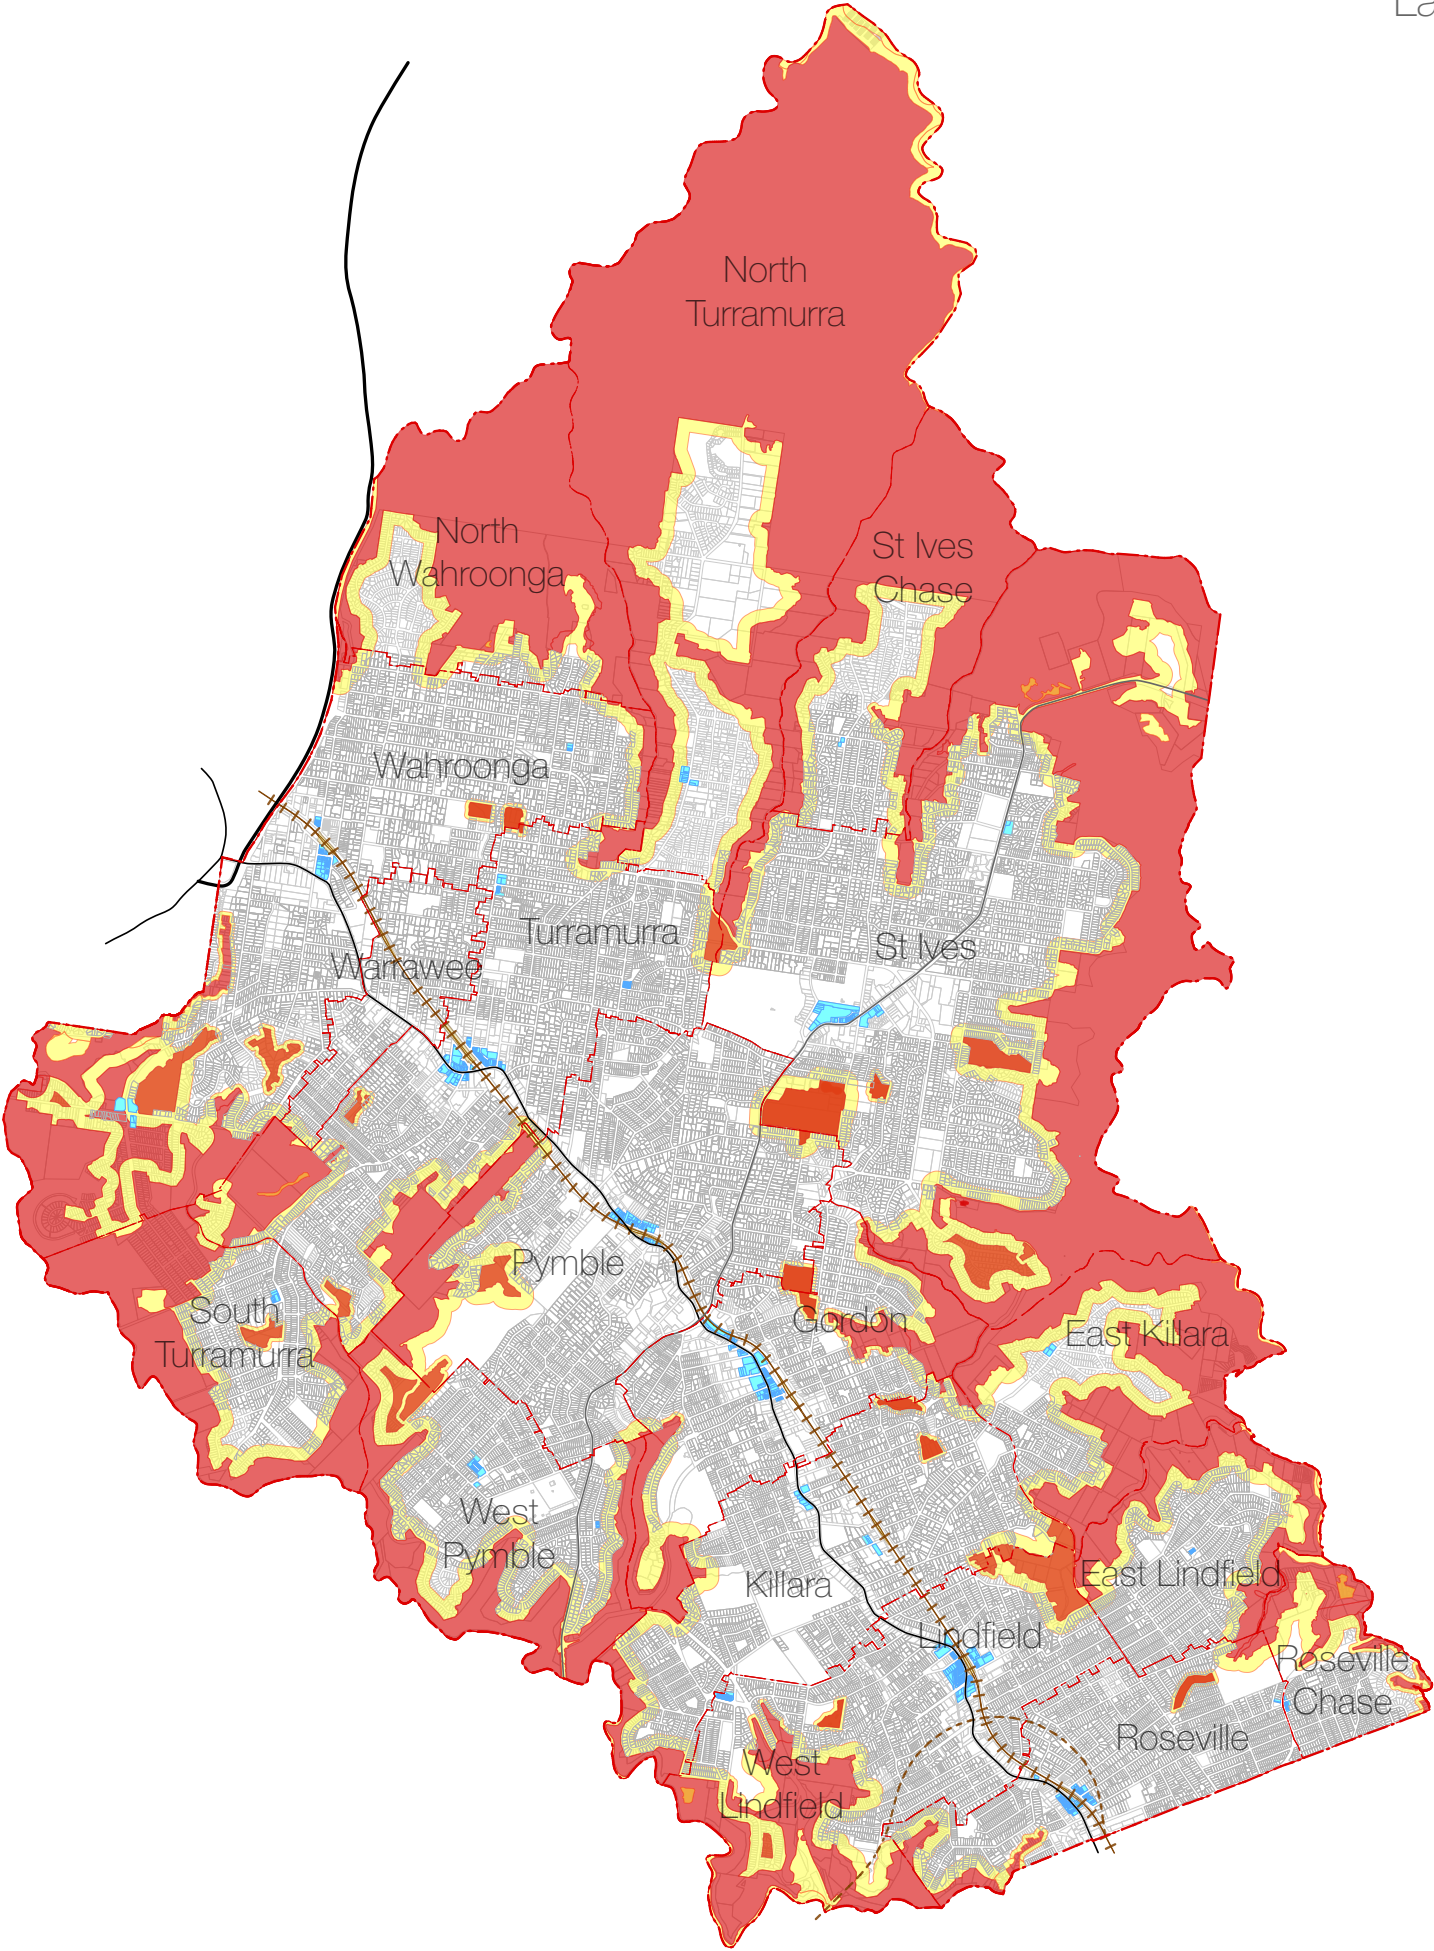 La
North
Turramurra
North
Wahroonga
St Ives
Chase
Wahroonga
Turramurra
St Ives
Warrawee
Pymble
South
Turramurra
Gordon
East Killara
West
Pymble
Killara
East Lindfield
Lindfield
Roseville
Chase
Roseville
West
Lindfield